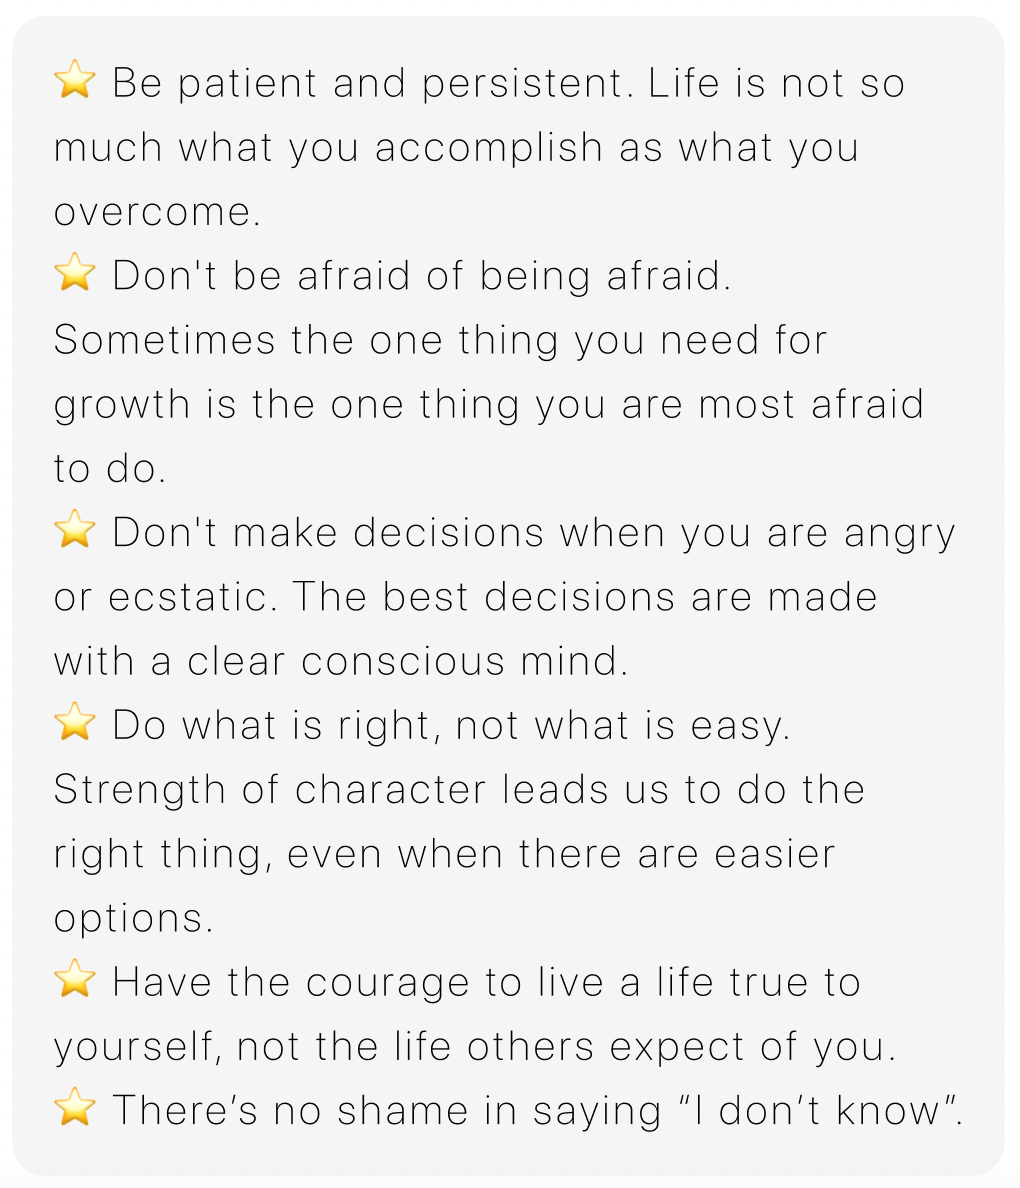 ⭐ Be patient and persistent. Life is not so
much what you accomplish as what you
overcome.
⭐ Don't be afraid of being afraid.
Sometimes the one thing you need for
growth is the one thing you are most afraid
to do.
⭐ Don't make decisions when you are angry
or ecstatic. The best decisions are made
with a clear conscious mind.
⭐ Do what is right, not what is easy.
Strength of character leads us to do the
right thing, even when there are easier
options.
⭐ Have the courage to live a life true to
yourself, not the life others expect of you.
⭐ There’s no shame in saying “I don’t know”.